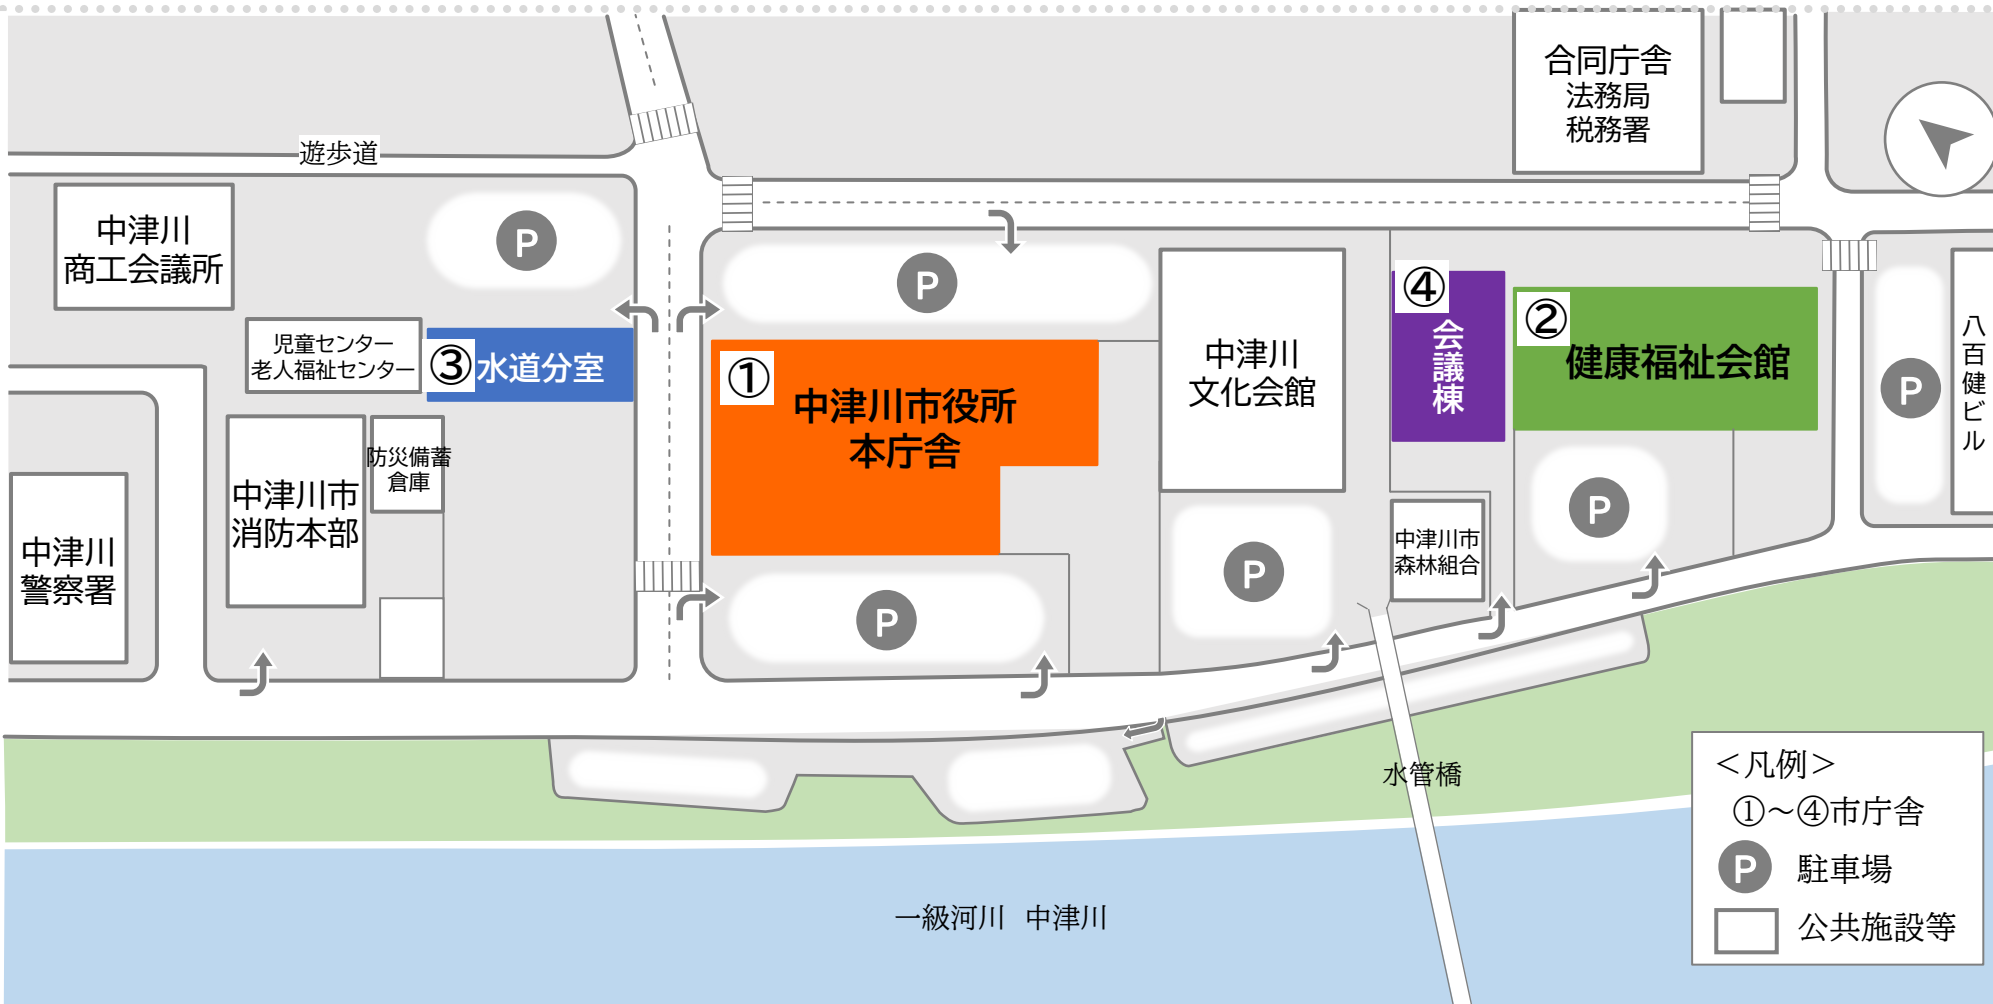 合同庁舎
法務局
税務署
遊歩道
中津川
商工会議所
P
P
児童センター
老人福祉センター
③
水道分室
①
中津川市役所
本庁舎
中津川
文化会館
④
会議棟
②
健康福祉会館
P
八百健ビル
中津川市
消防本部
防災備蓄
倉庫
中津川
警察署
P
P
中津川市
森林組合
P
水管橋
一級河川 中津川
＜凡例＞
①～④市庁舎
P 駐車場
公共施設等